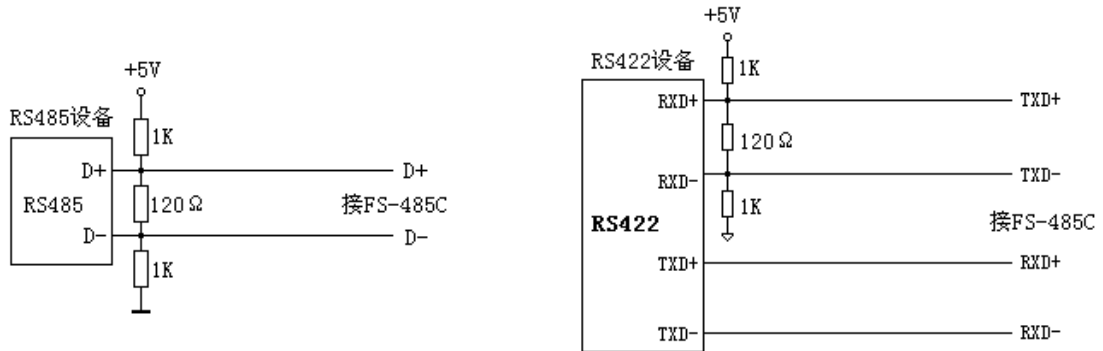 +5V
RS485设备
1K
D+
D+
RS485
120Ω
接FS-485C
D-
D-
1K
+5V
RS422设备
1K
RXD+
TXD+
120Ω
RXD-
TXD-
1K
RS422
接FS-485C
TXD+
RXD+
TXD-
RXD-